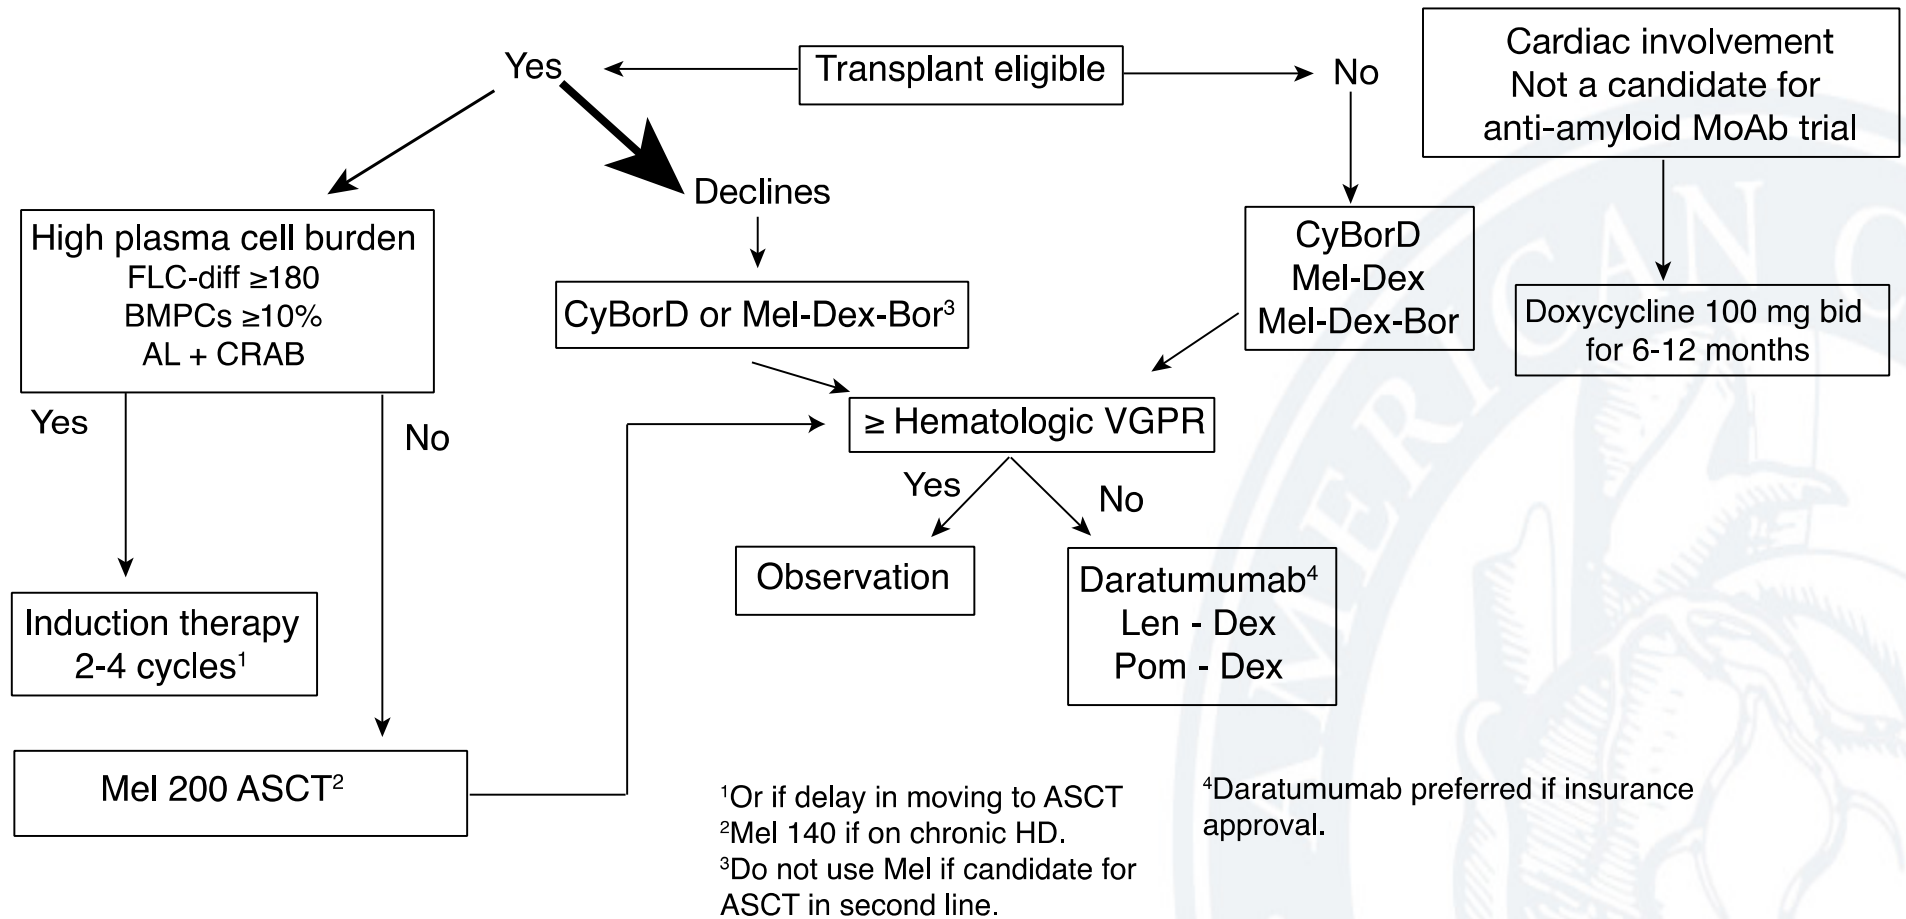 Yes
Transplant eligible
No
Cardiac involvement
Not a candidate for
anti-amyloid MoAb trial
Declines
High plasma cell burden
FLC-diff ≥180
BMPCs ≥10%
AL + CRAB
CyBorD or Mel-Dex-Bor³
CyBorD
Mel-Dex
Mel-Dex-Bor
Doxycycline 100 mg bid
for 6-12 months
Yes
No
≥ Hematologic VGPR
Yes
No
Observation
Daratumumab⁴
Len - Dex
Pom - Dex
Induction therapy
2-4 cycles¹
Mel 200 ASCT²
¹Or if delay in moving to ASCT
²Mel 140 if on chronic HD.
³Do not use Mel if candidate for
ASCT in second line.
⁴Daratumumab preferred if insurance
approval.
AMERICAN C